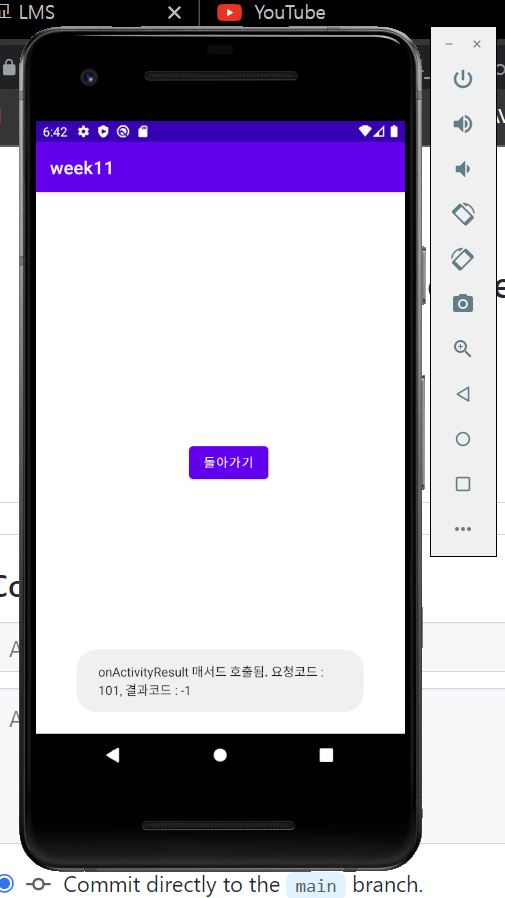 LMS
YouTube
6:42
week11
돌아가기
onActivityResult 매서드 호출됨. 요청코드 :
101, 결과코드 : -1
Co
A
A
Commit directly to the main branch.